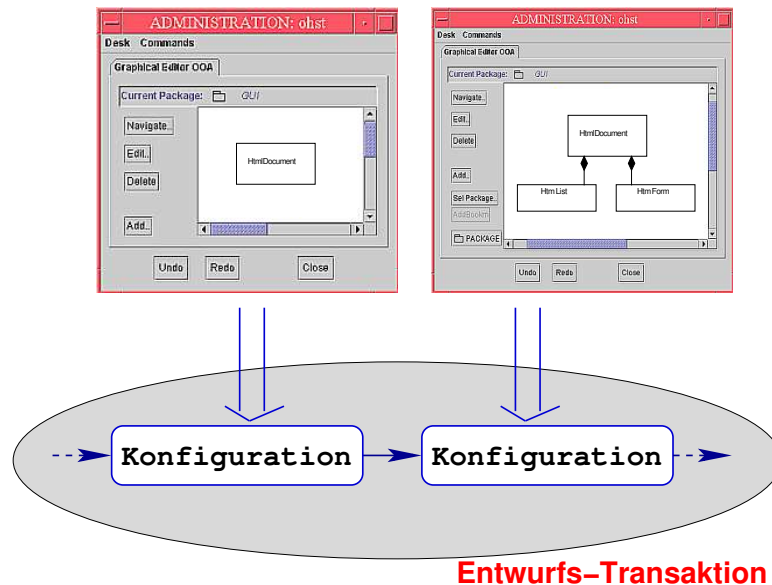 ADMINISTRATION: ohst
Desk Commands
Graphical Editor OOA
Current Package: GUI
Navigate..
Edit..
Delete
Add..
HtmlDocument
Undo Redo Close
ADMINISTRATION: ohst
Desk Commands
Graphical Editor OOA
Current Package: GUI
Navigate..
Edit..
Delete
Add..
Sel Package..
AddBookm
PACKAGE
HtmlDocument
HtmList HtmForm
Undo Redo Close
Konfiguration Konfiguration
Entwurfs–Transaktion